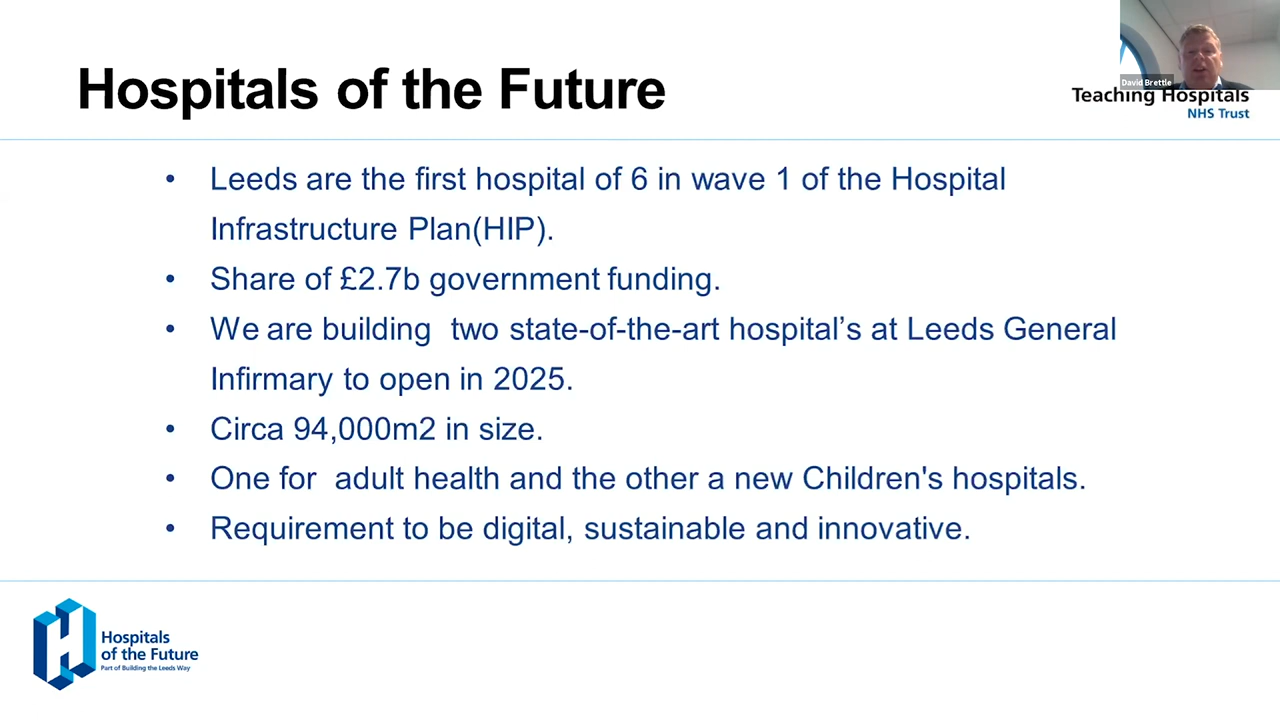 Hospitals of the Future
David Brettle
Teaching Hospitals
NHS Trust
• Leeds are the first hospital of 6 in wave 1 of the Hospital
Infrastructure Plan(HIP).
• Share of £2.7b government funding.
• We are building  two state-of-the-art hospital’s at Leeds General
Infirmary to open in 2025.
• Circa 94,000m2 in size.
• One for  adult health and the other a new Children's hospitals.
• Requirement to be digital, sustainable and innovative.
Hospitals
of the Future
Part of Building the Leeds Way